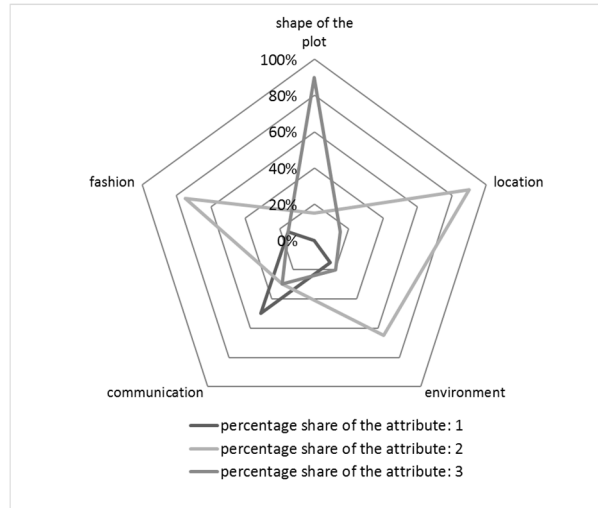 shape of the
plot
100%
80%
60%
40%
20%
0%
fashion
location
communication
environment
percentage share of the attribute: 1
percentage share of the attribute: 2
percentage share of the attribute: 3